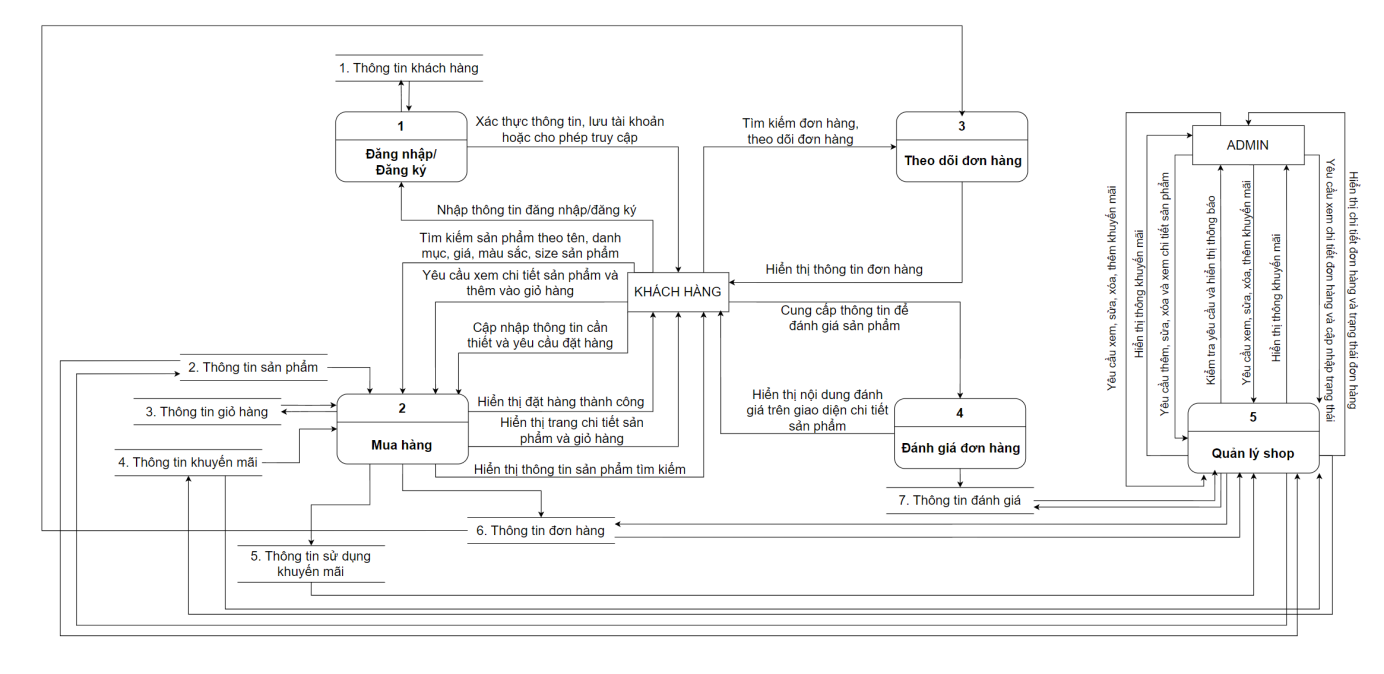 1. Thông tin khách hàng
1
Đăng nhập/
Đăng ký
Xác thực thông tin, lưu tài khoản
hoặc cho phép truy cập
Tìm kiếm đơn hàng,
theo dõi đơn hàng
3
Theo dõi đơn hàng
ADMIN
Nhập thông tin đăng nhập/đăng ký
Tìm kiếm sản phẩm theo tên, danh
mục, giá, màu sắc, size sản phẩm
Yêu cầu xem chi tiết sản phẩm và
thêm vào giỏ hàng
KHÁCH HÀNG
Hiển thị thông tin đơn hàng
Cung cấp thông tin để
đánh giá sản phẩm
Cập nhập thông tin cần
thiết và yêu cầu đặt hàng
2. Thông tin sản phẩm
3. Thông tin giỏ hàng
4. Thông tin khuyến mãi
2
Mua hàng
Hiển thị đặt hàng thành công
Hiển thị trang chi tiết sản
phẩm và giỏ hàng
Hiển thị thông tin sản phẩm tìm kiếm
Hiển thị nội dung đánh
giá trên giao diện chi tiết
sản phẩm
4
Đánh giá đơn hàng
7. Thông tin đánh giá
6. Thông tin đơn hàng
5. Thông tin sử dụng
khuyến mãi
Yêu cầu xem, sửa, xóa, thêm khuyến mãi
Hiển thị thông khuyến mãi
Yêu cầu thêm, sửa, xóa và xem chi tiết sản phẩm
Kiểm tra yêu cầu và hiển thị thông báo
Yêu cầu xem, sửa, xóa, thêm khuyến mãi
Hiển thị thông khuyến mãi
Yêu cầu xem chi tiết đơn hàng và cập nhập trạng thái
Hiển thị chi tiết đơn hàng và trạng thái đơn hàng
5
Quản lý shop